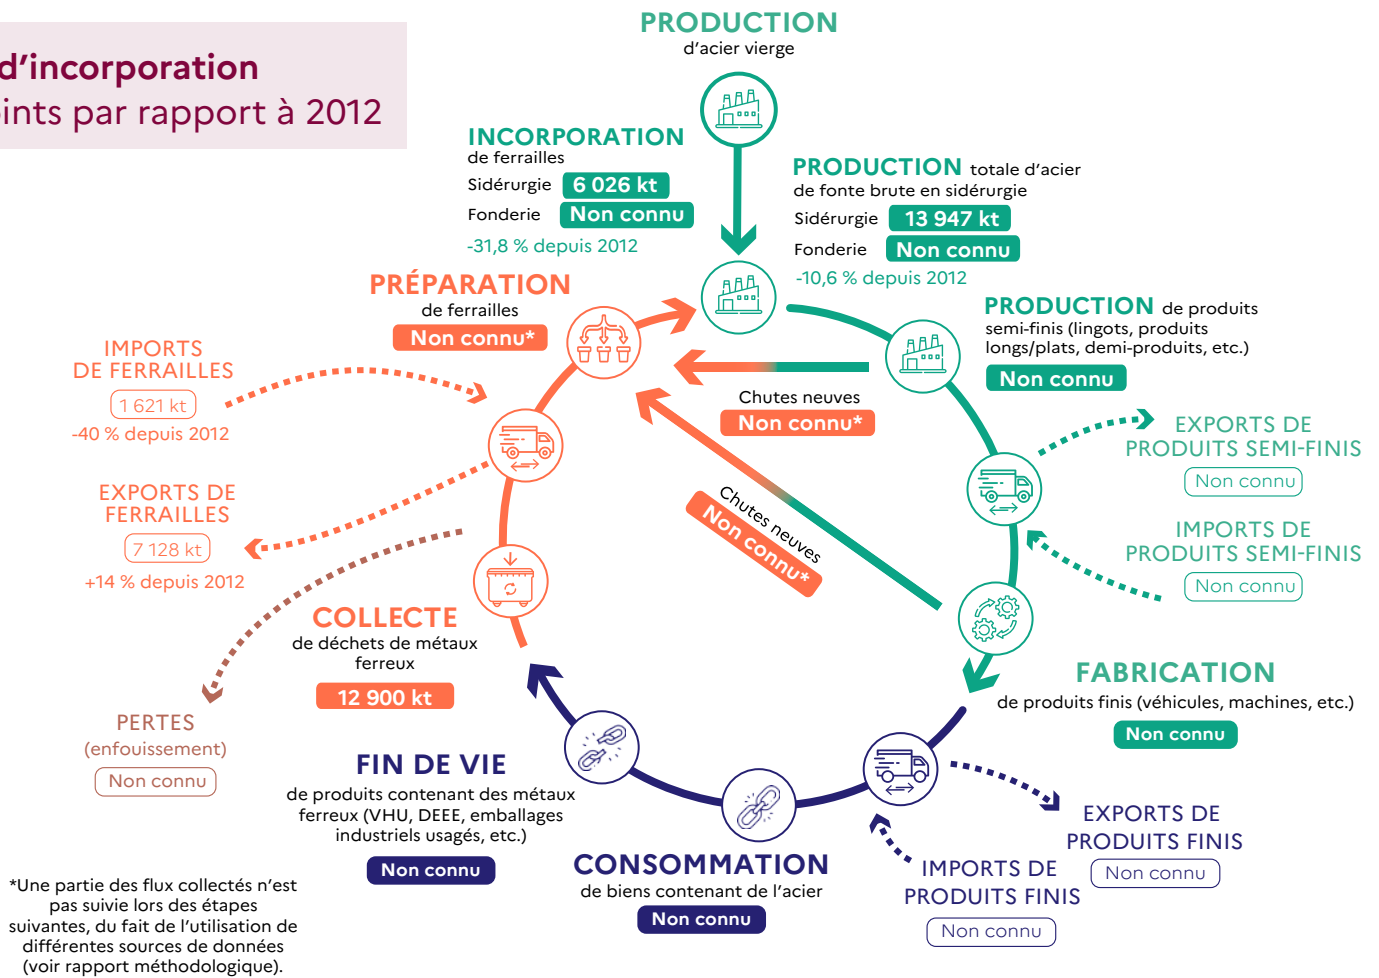 d'incorporation
ints par rapport à 2012
PRODUCTION
d'acier vierge
INCORPORATION
de ferrailles
Sidérurgie 6 026 kt
Fonderie Non connu
-31,8 % depuis 2012
PRODUCTION totale d'acier
de fonte brute en sidérurgie
Sidérurgie 13 947 kt
Fonderie Non connu
-10,6 % depuis 2012
PRÉPARATION
de ferrailles
Non connu*
PRODUCTION de produits
semi-finis (lingots, produits
longs/plats, demi-produits, etc.)
Non connu
IMPORTS
DE FERRAILLES
1 621 kt
-40 % depuis 2012
Chutes neuves
Non connu*
EXPORTS DE
PRODUITS SEMI-FINIS
Non connu
EXPORTS DE
FERRAILLES
7 128 kt
+14 % depuis 2012
Chutes neuves
Non connu*
IMPORTS DE
PRODUITS SEMI-FINIS
Non connu
COLLECTE
de déchets de métaux
ferreux
12 900 kt
FABRICATION
de produits finis (véhicules, machines, etc.)
Non connu
PERTES
(enfouissement)
Non connu
FIN DE VIE
de produits contenant des métaux
ferreux (VHU, DEEE, emballages
industriels usagés, etc.)
Non connu
CONSOMMATION
de biens contenant de l'acier
Non connu
EXPORTS DE
PRODUITS FINIS
Non connu
IMPORTS DE
PRODUITS FINIS
Non connu
*Une partie des flux collectés n'est
pas suivie lors des étapes
suivantes, du fait de l'utilisation de
différentes sources de données
(voir rapport méthodologique).